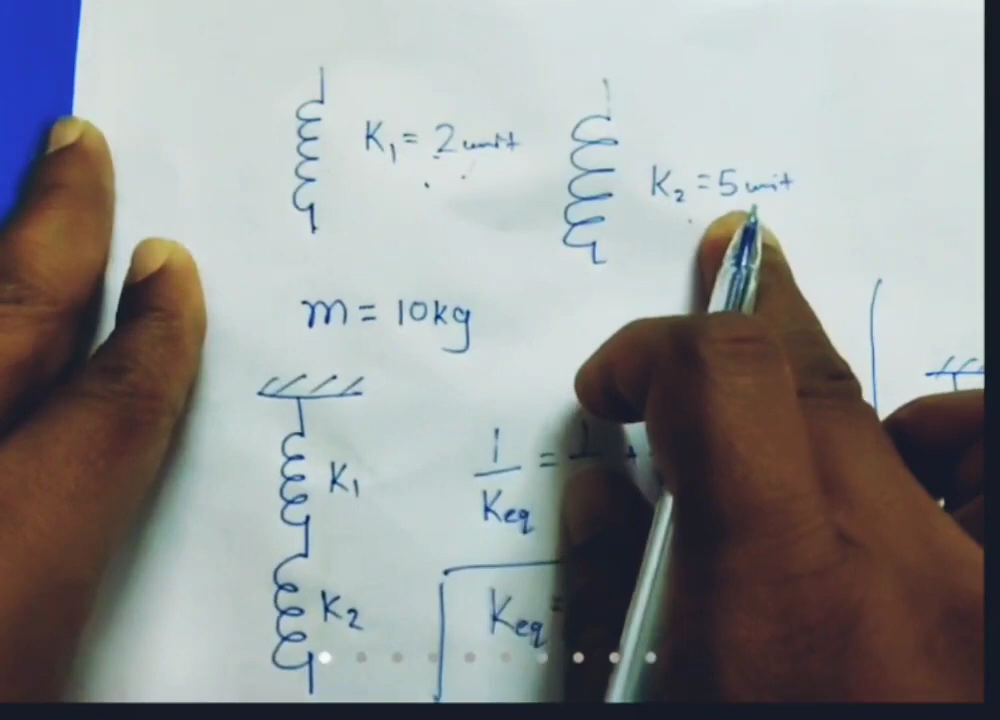 K₁ = 2 unit
K₂ = 5 unit
m = 10kg
K₁
1/Keq =
K₂
Keq =